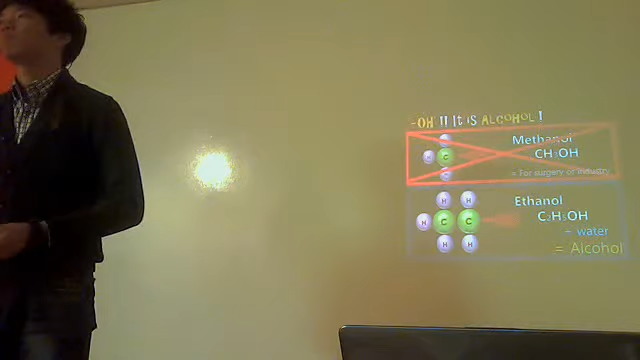 -OH !! It is ALCOHOL !
Methanol
CH3OH
= For surgery or industry
H
C
H H
H C C
H H
Ethanol
C2H5OH
- water
= Alcohol